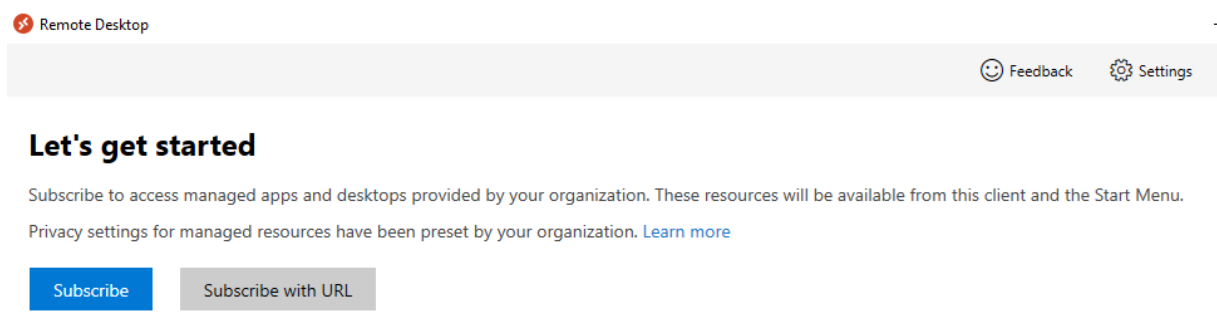 Remote Desktop
Feedback
Settings
Let's get started
Subscribe to access managed apps and desktops provided by your organization. These resources will be available from this client and the Start Menu.
Privacy settings for managed resources have been preset by your organization. Learn more
Subscribe
Subscribe with URL